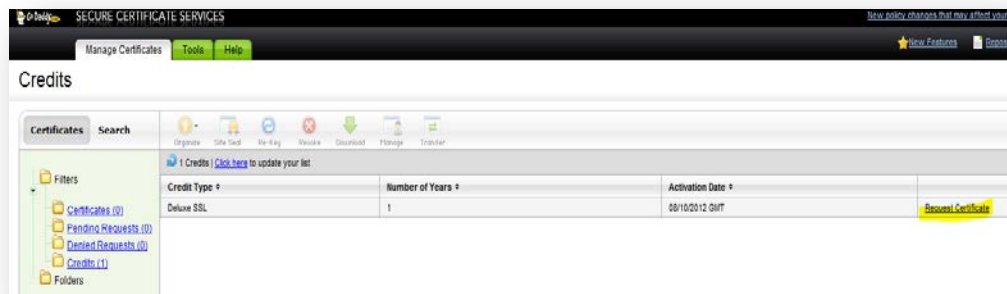 Go Daddy SECURE CERTIFICATE SERVICES
New policy changes that may affect your
Manage Certificates Tools Help
New Features Repos
Credits
Certificates Search
Organize Site Seal Re-Key Revoke Download Manage Transfer
1 Credits | Click here to update your list
Filters
Credit Type Number of Years Activation Date
Certificates (0)
Deluxe SSL 1 08/10/2012 GMT Request Certificate
Pending Requests (0)
Denied Requests (0)
Credits (1)
Folders